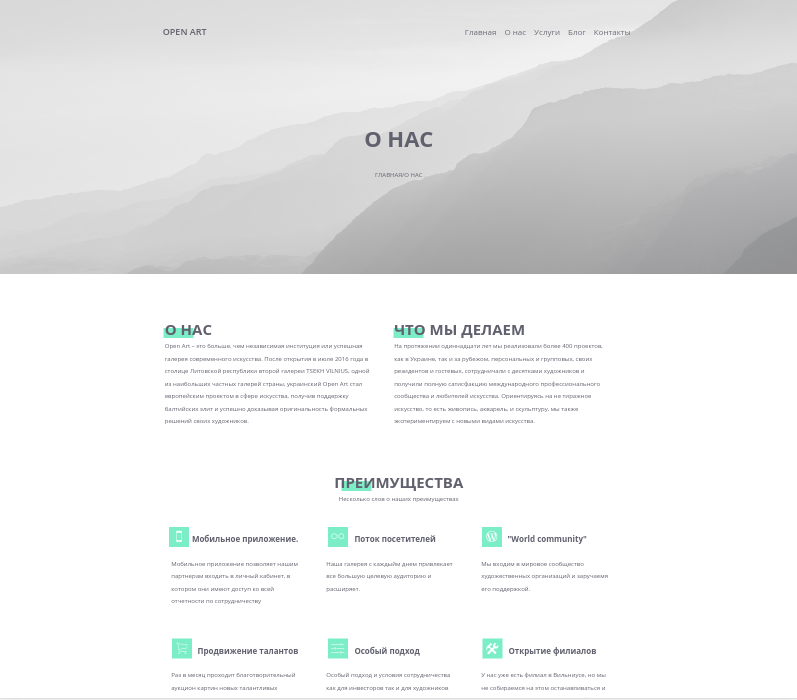 OPEN ART
Главная О нас Услуги Блог Контакты
О НАС
ГЛАВНАЯ/О НАС
О НАС
Open Art – это больше, чем независимая институция или успешная
галерея современного искусства. После открытия в июле 2016 года в
столице Литовской республики второй галереи TSEKH VILNIUS, одной
из наибольших частных галерей страны, украинский Open Art стал
европейским проектом в сфере искусства, получив поддержку
балтийских элит и успешно доказывая оригинальность формальных
решений своих художников.
ЧТО МЫ ДЕЛАЕМ
На протяжении одиннадцати лет мы реализовали более 400 проектов,
как в Украине, так и за рубежом, персональных и групповых, своих
резидентов и гостевых, сотрудничали с десятками художников и
получили полную сатисфакцию международного профессионального
сообщества и любителей искусства. Ориентируясь на не тиражное
искусство, то есть живопись, акварель, и скульптуру, мы также
экспериментируем с новыми видами искусства.
ПРЕИМУЩЕСТВА
Несколько слов о наших преимуществах
Мобильное приложение.
Мобильное приложение позволяет нашим
партнерам входить в личный кабинет, в
котором они имеют доступ ко всей
отчетности по сотрудничеству
Поток посетителей
Наша галерея с каждыйм днем привлекает
все большую целевую аудиторию и
расширяет.
"World community"
Мы входим в мировое сообщество
художественных организаций и заручаемя
его поддержкой.
Продвижение талантов
Раз в месяц проходит благотворительный
аукцион картин новых талантливых
Особый подход
Особый подход и условия сотрудничества
как для инвесторов так и для художников
Открытие филиалов
У нас уже есть филиал в Вильнюсе, но мы
не собираемся на этом останавливаться и